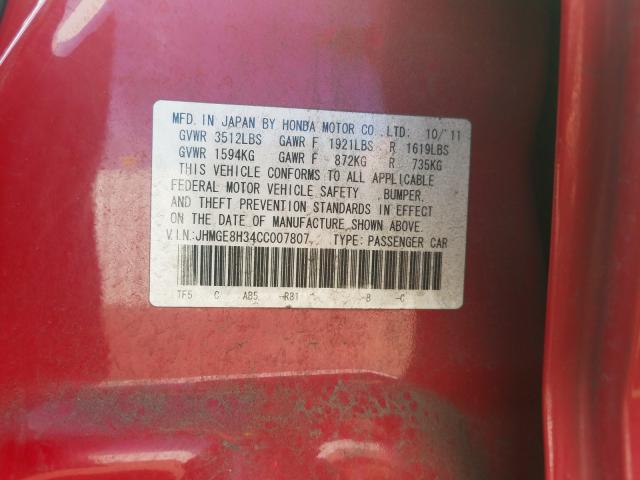 MFD. IN JAPAN BY HONDA MOTOR CO .,LTD: 10/11
GVWR 3512LBS GAWR F 1921LBS R 1619LBS
GVWR 1594KG GAWR F 872KG R 735KG
THIS VEHICLE CONFORMS TO ALL APPLICABLE
FEDERAL MOTOR VEHICLE SAFETY ,BUMPER,
AND THEFT PREVENTION STANDARDS IN EFFECT
ON THE DATE OF MANUFACTURE SHOWN ABOVE.
V.I.N.:JHMGE8H34CC007807, TYPE: PASSENGER CAR
TF5 C AB5 -R81 -B -C